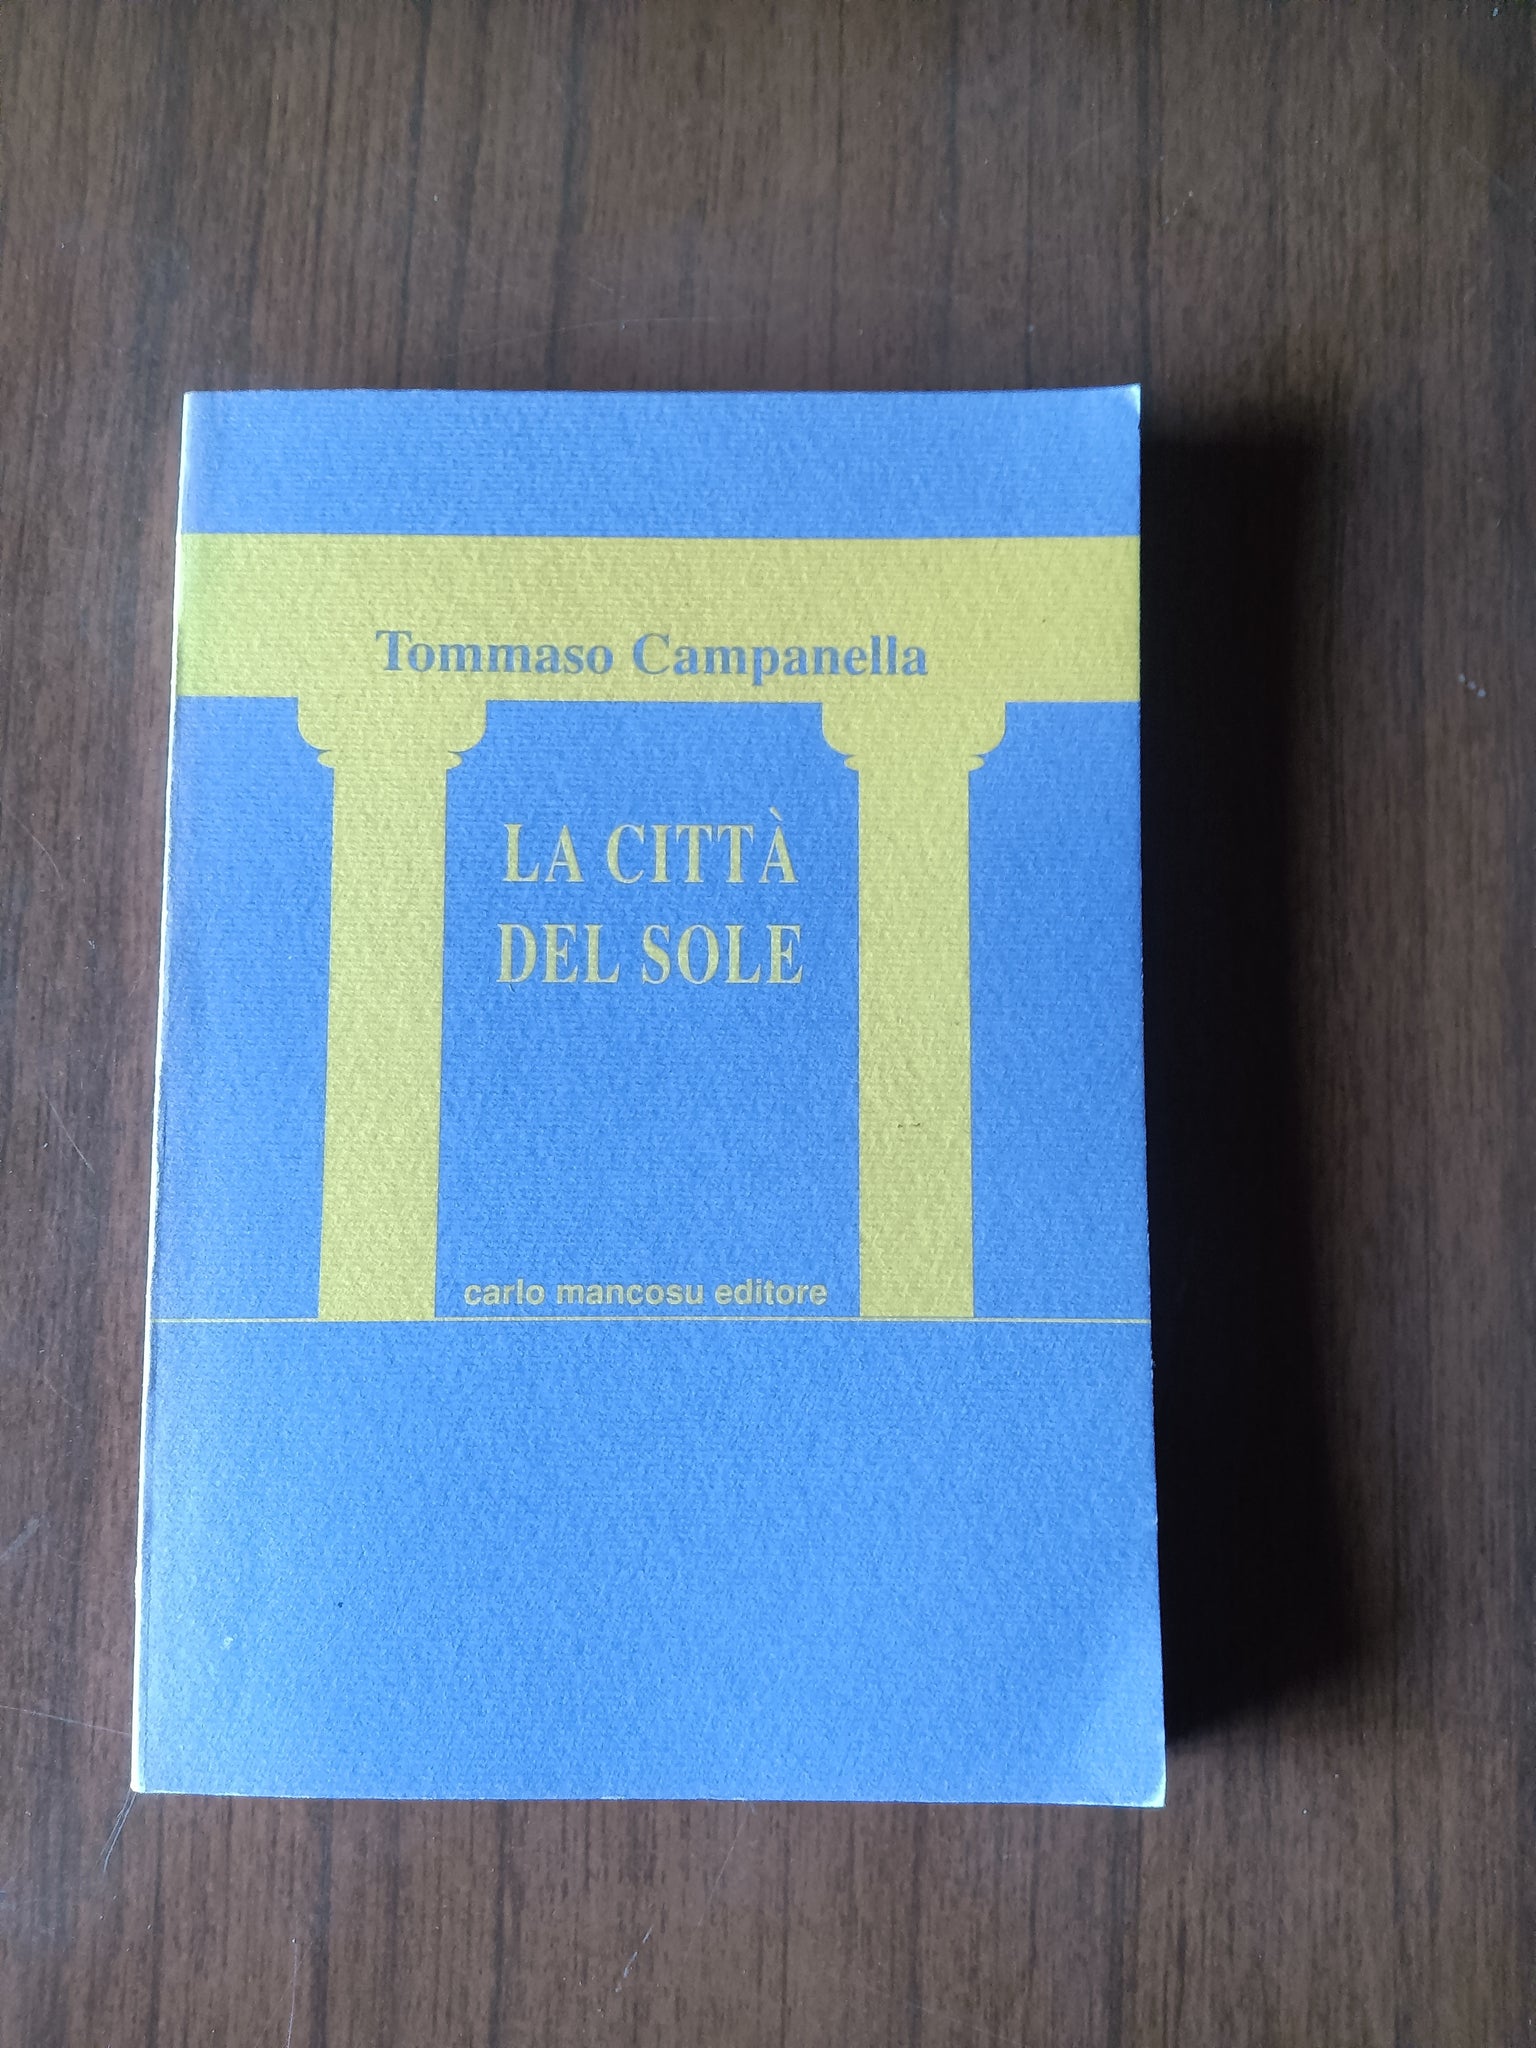 Tommaso Campanella
LA CITTÀ
DEL SOLE
carlo mancosu editore